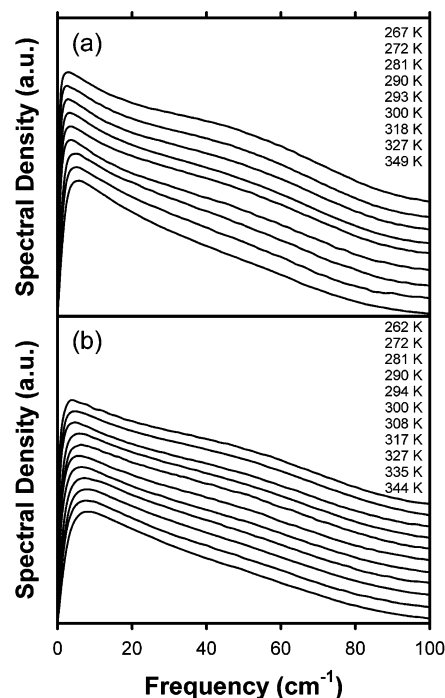 (a)
267 K
272 K
281 K
290 K
293 K
300 K
318 K
327 K
349 K
Spectral Density (a.u.)
(b)
262 K
272 K
281 K
290 K
294 K
300 K
308 K
317 K
327 K
335 K
344 K
Spectral Density (a.u.)
0 20 40 60 80 100
Frequency (cm⁻¹)